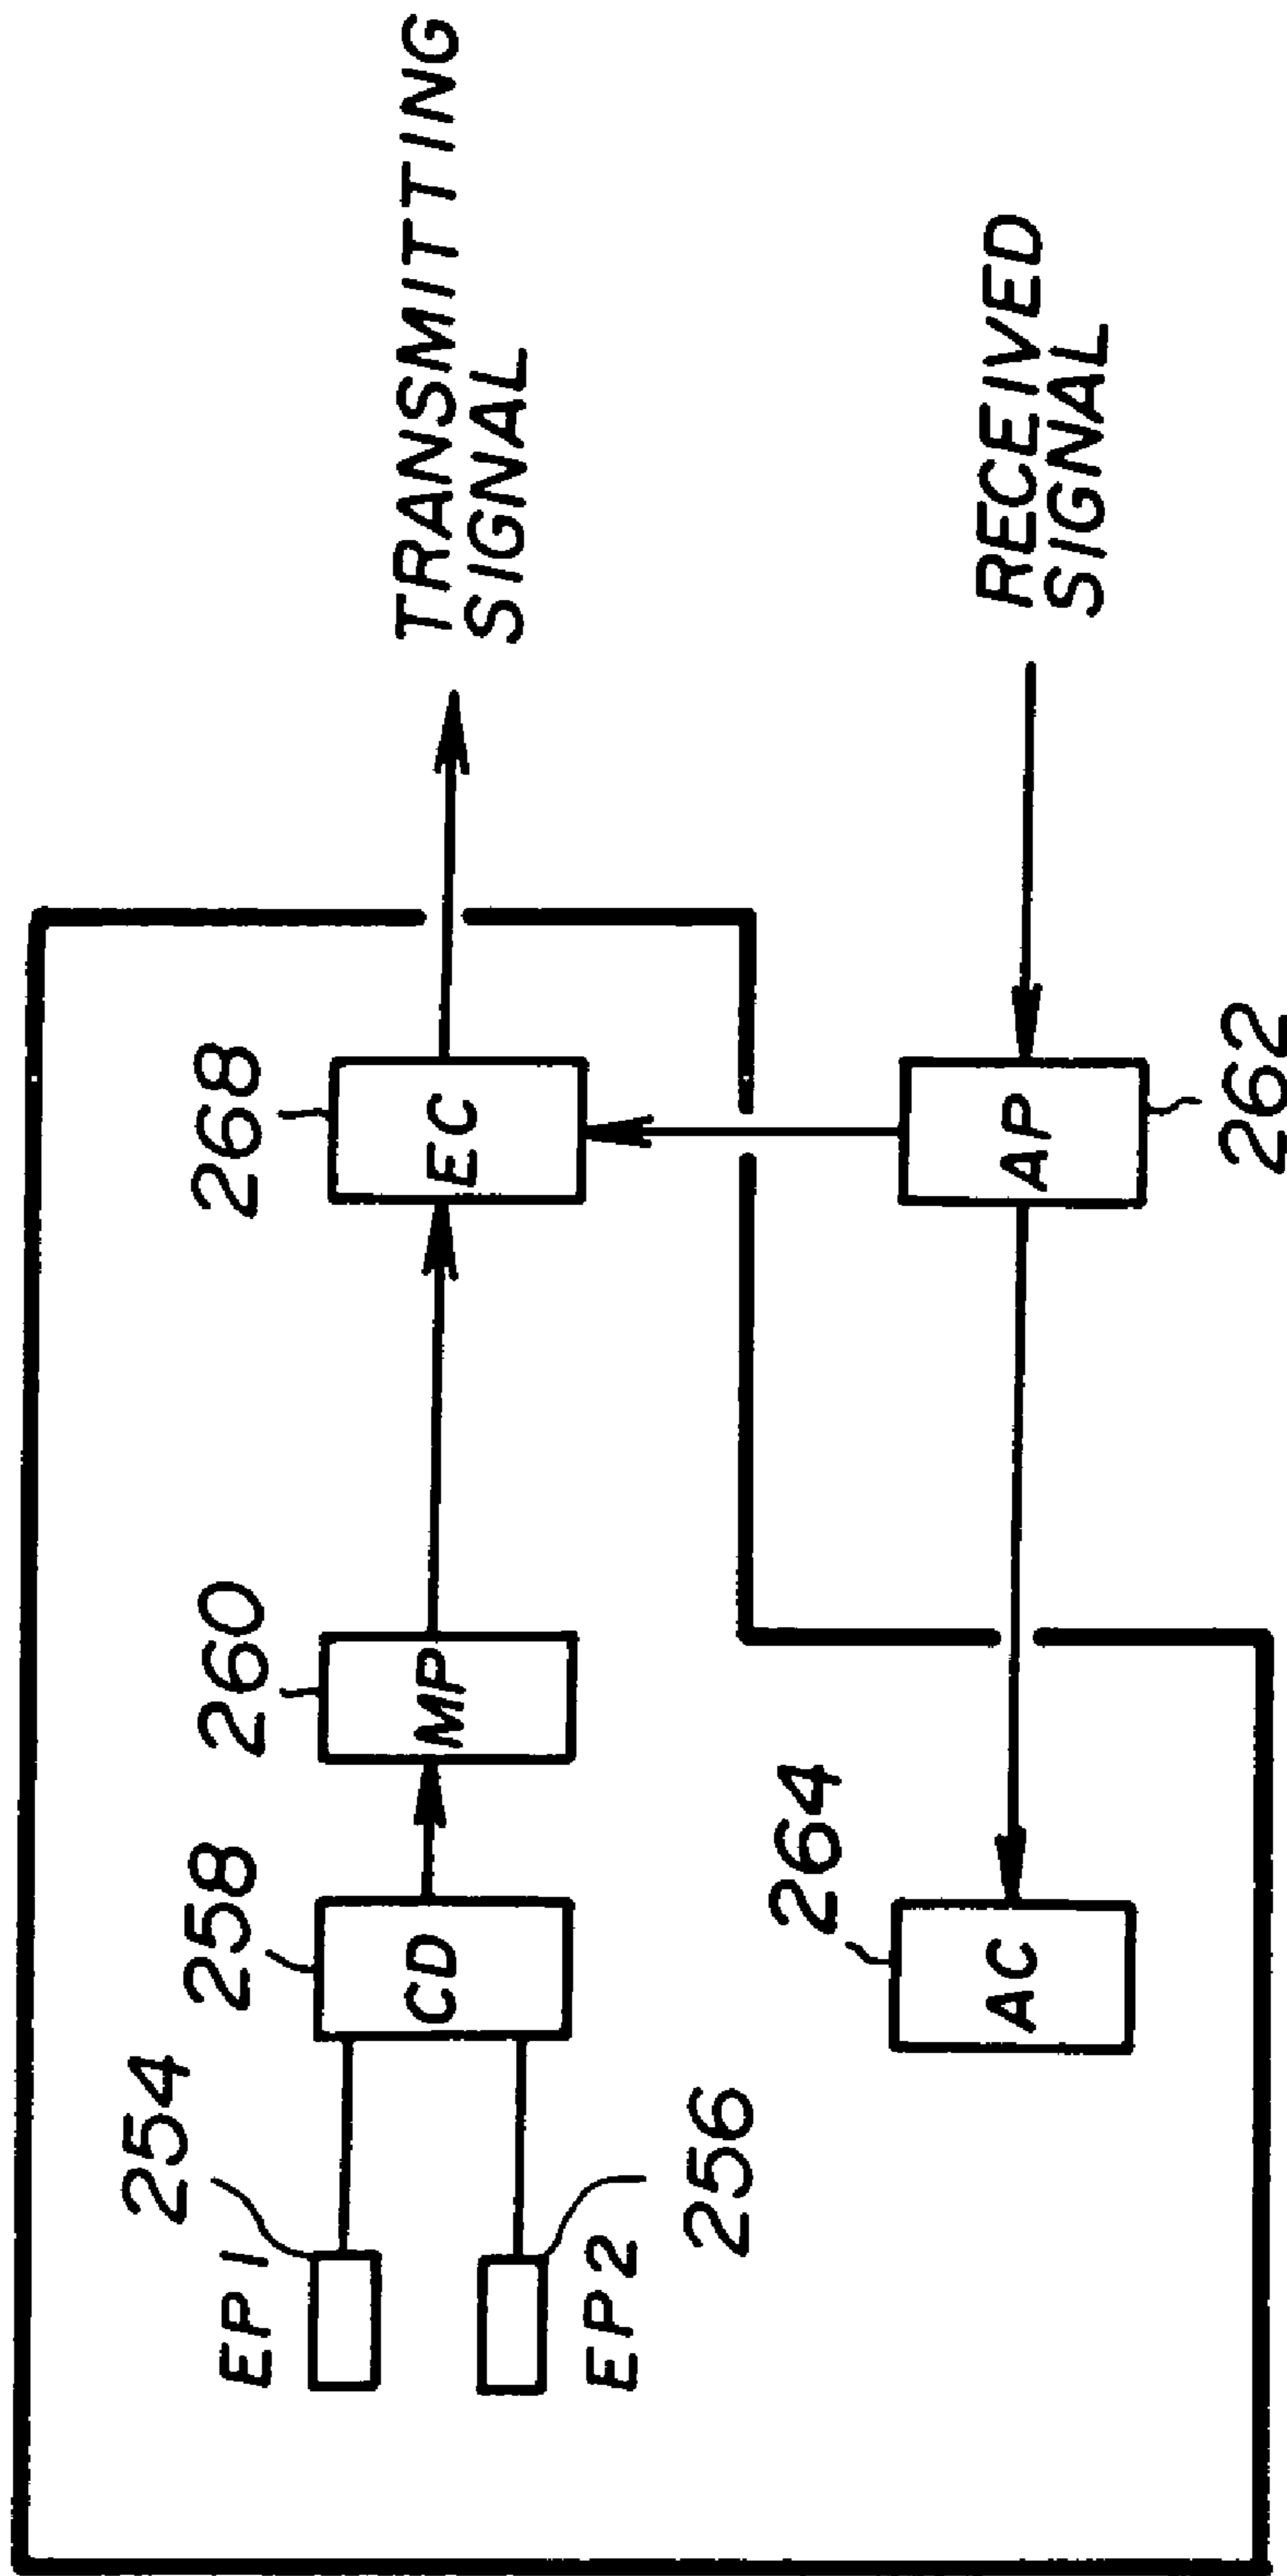 254
EP1
EP2
256
258
CD
260
MP
268
EC
TRANSMITTING
SIGNAL
264
AC
AP
262
RECEIVED
SIGNAL